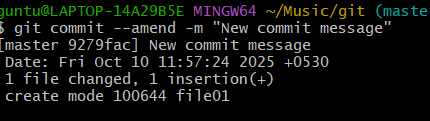 guntu@LAPTOP-14A29B5E MINGW64 ~/Music/git (master
$ git commit --amend -m "New commit message"
[master 9279fac] New commit message
Date: Fri Oct 10 11:57:24 2025 +0530
1 file changed, 1 insertion(+)
create mode 100644 file01